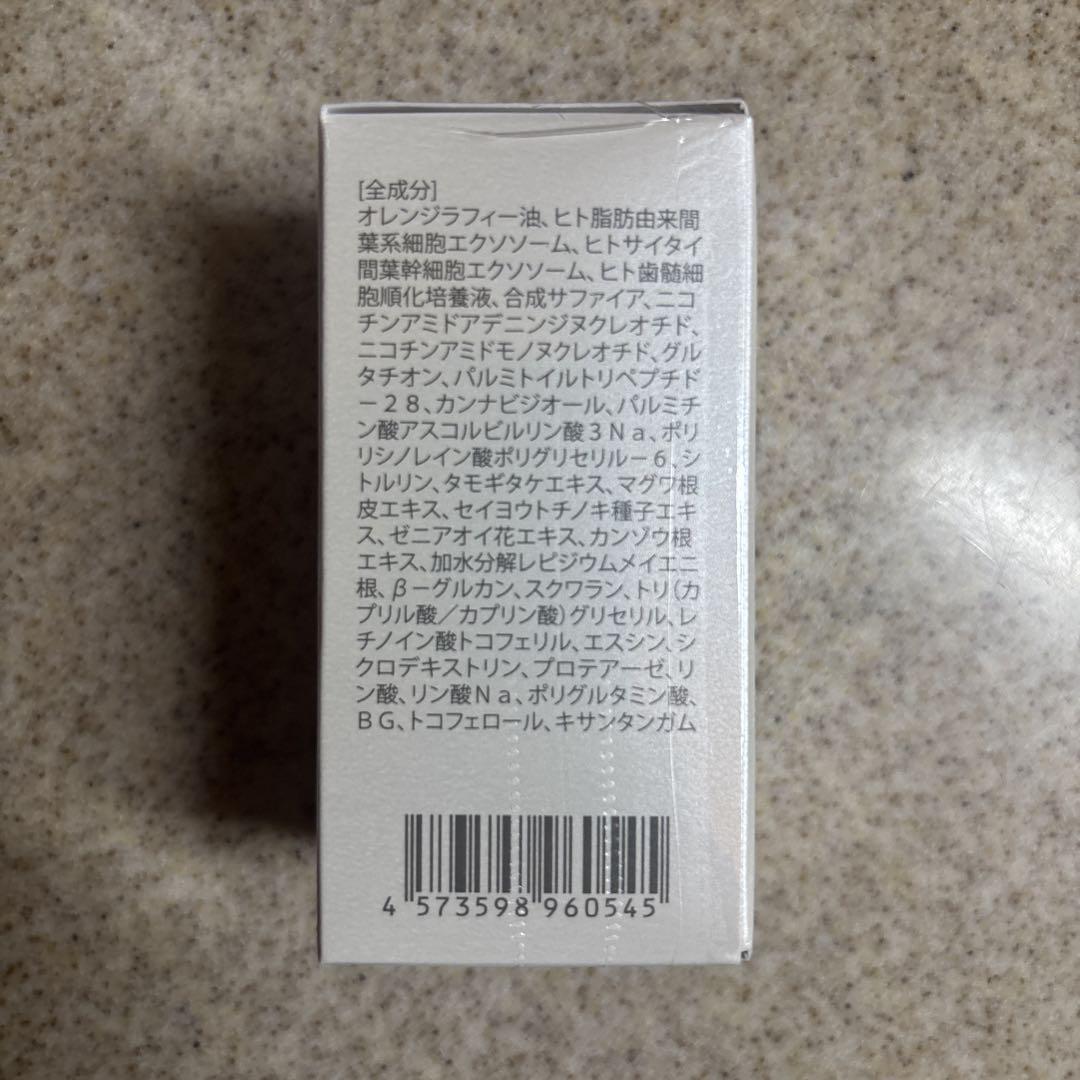 [全成分]
オレンジラフィー油、ヒト脂肪由来間
葉系細胞エクソソーム、ヒトサイタイ
間葉幹細胞エクソソーム、ヒト歯髄細
胞順化培養液、合成サファイア、ニコ
チンアミドアデニンジヌクレオチド、
ニコチンアミドモノヌクレオチド、グル
タチオン、パルミトイルトリペプチド
－２８、カンナビジオール、パルミチ
ン酸アスコルビルリン酸３Ｎａ、ポリ
リシノレイン酸ポリグリセリル－６、シ
トルリン、タモギタケエキス、マグワ根
皮エキス、セイヨウトチノキ種子エキ
ス、ゼニアオイ花エキス、カンゾウ根
エキス、加水分解レピジウムメイエニ
根、β－グルカン、スクワラン、トリ（カ
プリル酸／カプリン酸）グリセリル、レ
チノイン酸トコフェリル、エスシン、シ
クロデキストリン、プロテアーゼ、リ
ン酸、リン酸Ｎａ、ポリグルタミン酸、
ＢＧ、トコフェロール、キサンタンガム
4 573598 960545